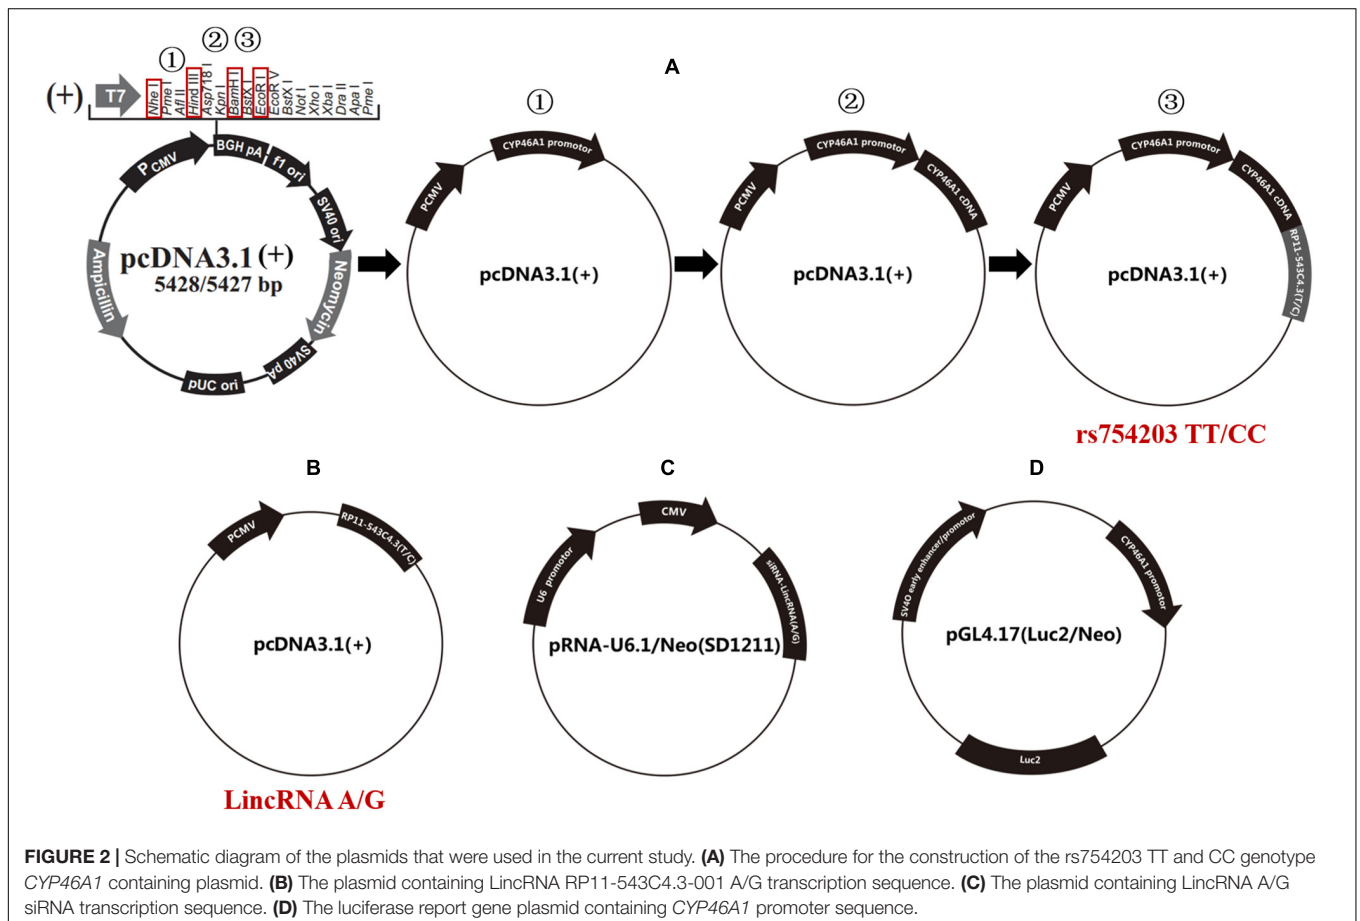 ① ② ③
(+) T7 Nhe I Pme I Afl II Hind III Asp718 I Kpn I BamH I BstX I EcoR I EcoR V BstX I Not I Xho I Xba I Dra II Apa I Pme I
PCMV
BGH pA
f1 ori
SV40 ori
Neomycin
SV40 pA
pUC ori
Ampicillin
pcDNA3.1 (+)
5428/5427 bp
A
①
PCMV
CYP46A1 promotor
pcDNA3.1(+)
②
PCMV
CYP46A1 promotor
CYP46A1 cDNA
pcDNA3.1(+)
③
PCMV
CYP46A1 promotor
CYP46A1 cDNA
RP11-543C4.3(T/C)
pcDNA3.1(+)
rs754203 TT/CC
B
PCMV
RP11-543C4.3(T/C)
pcDNA3.1(+)
LincRNA A/G
C
U6 promotor
CMV
siRNA-LincRNA(A/G)
pRNA-U6.1/Neo(SD1211)
D
SV4O early enhancer/promotor
CYP46A1 promotor
pGL4.17(Luc2/Neo)
Luc2
FIGURE 2 | Schematic diagram of the plasmids that were used in the current study. (A) The procedure for the construction of the rs754203 TT and CC genotype
CYP46A1 containing plasmid. (B) The plasmid containing LincRNA RP11-543C4.3-001 A/G transcription sequence. (C) The plasmid containing LincRNA A/G
siRNA transcription sequence. (D) The luciferase report gene plasmid containing CYP46A1 promoter sequence.